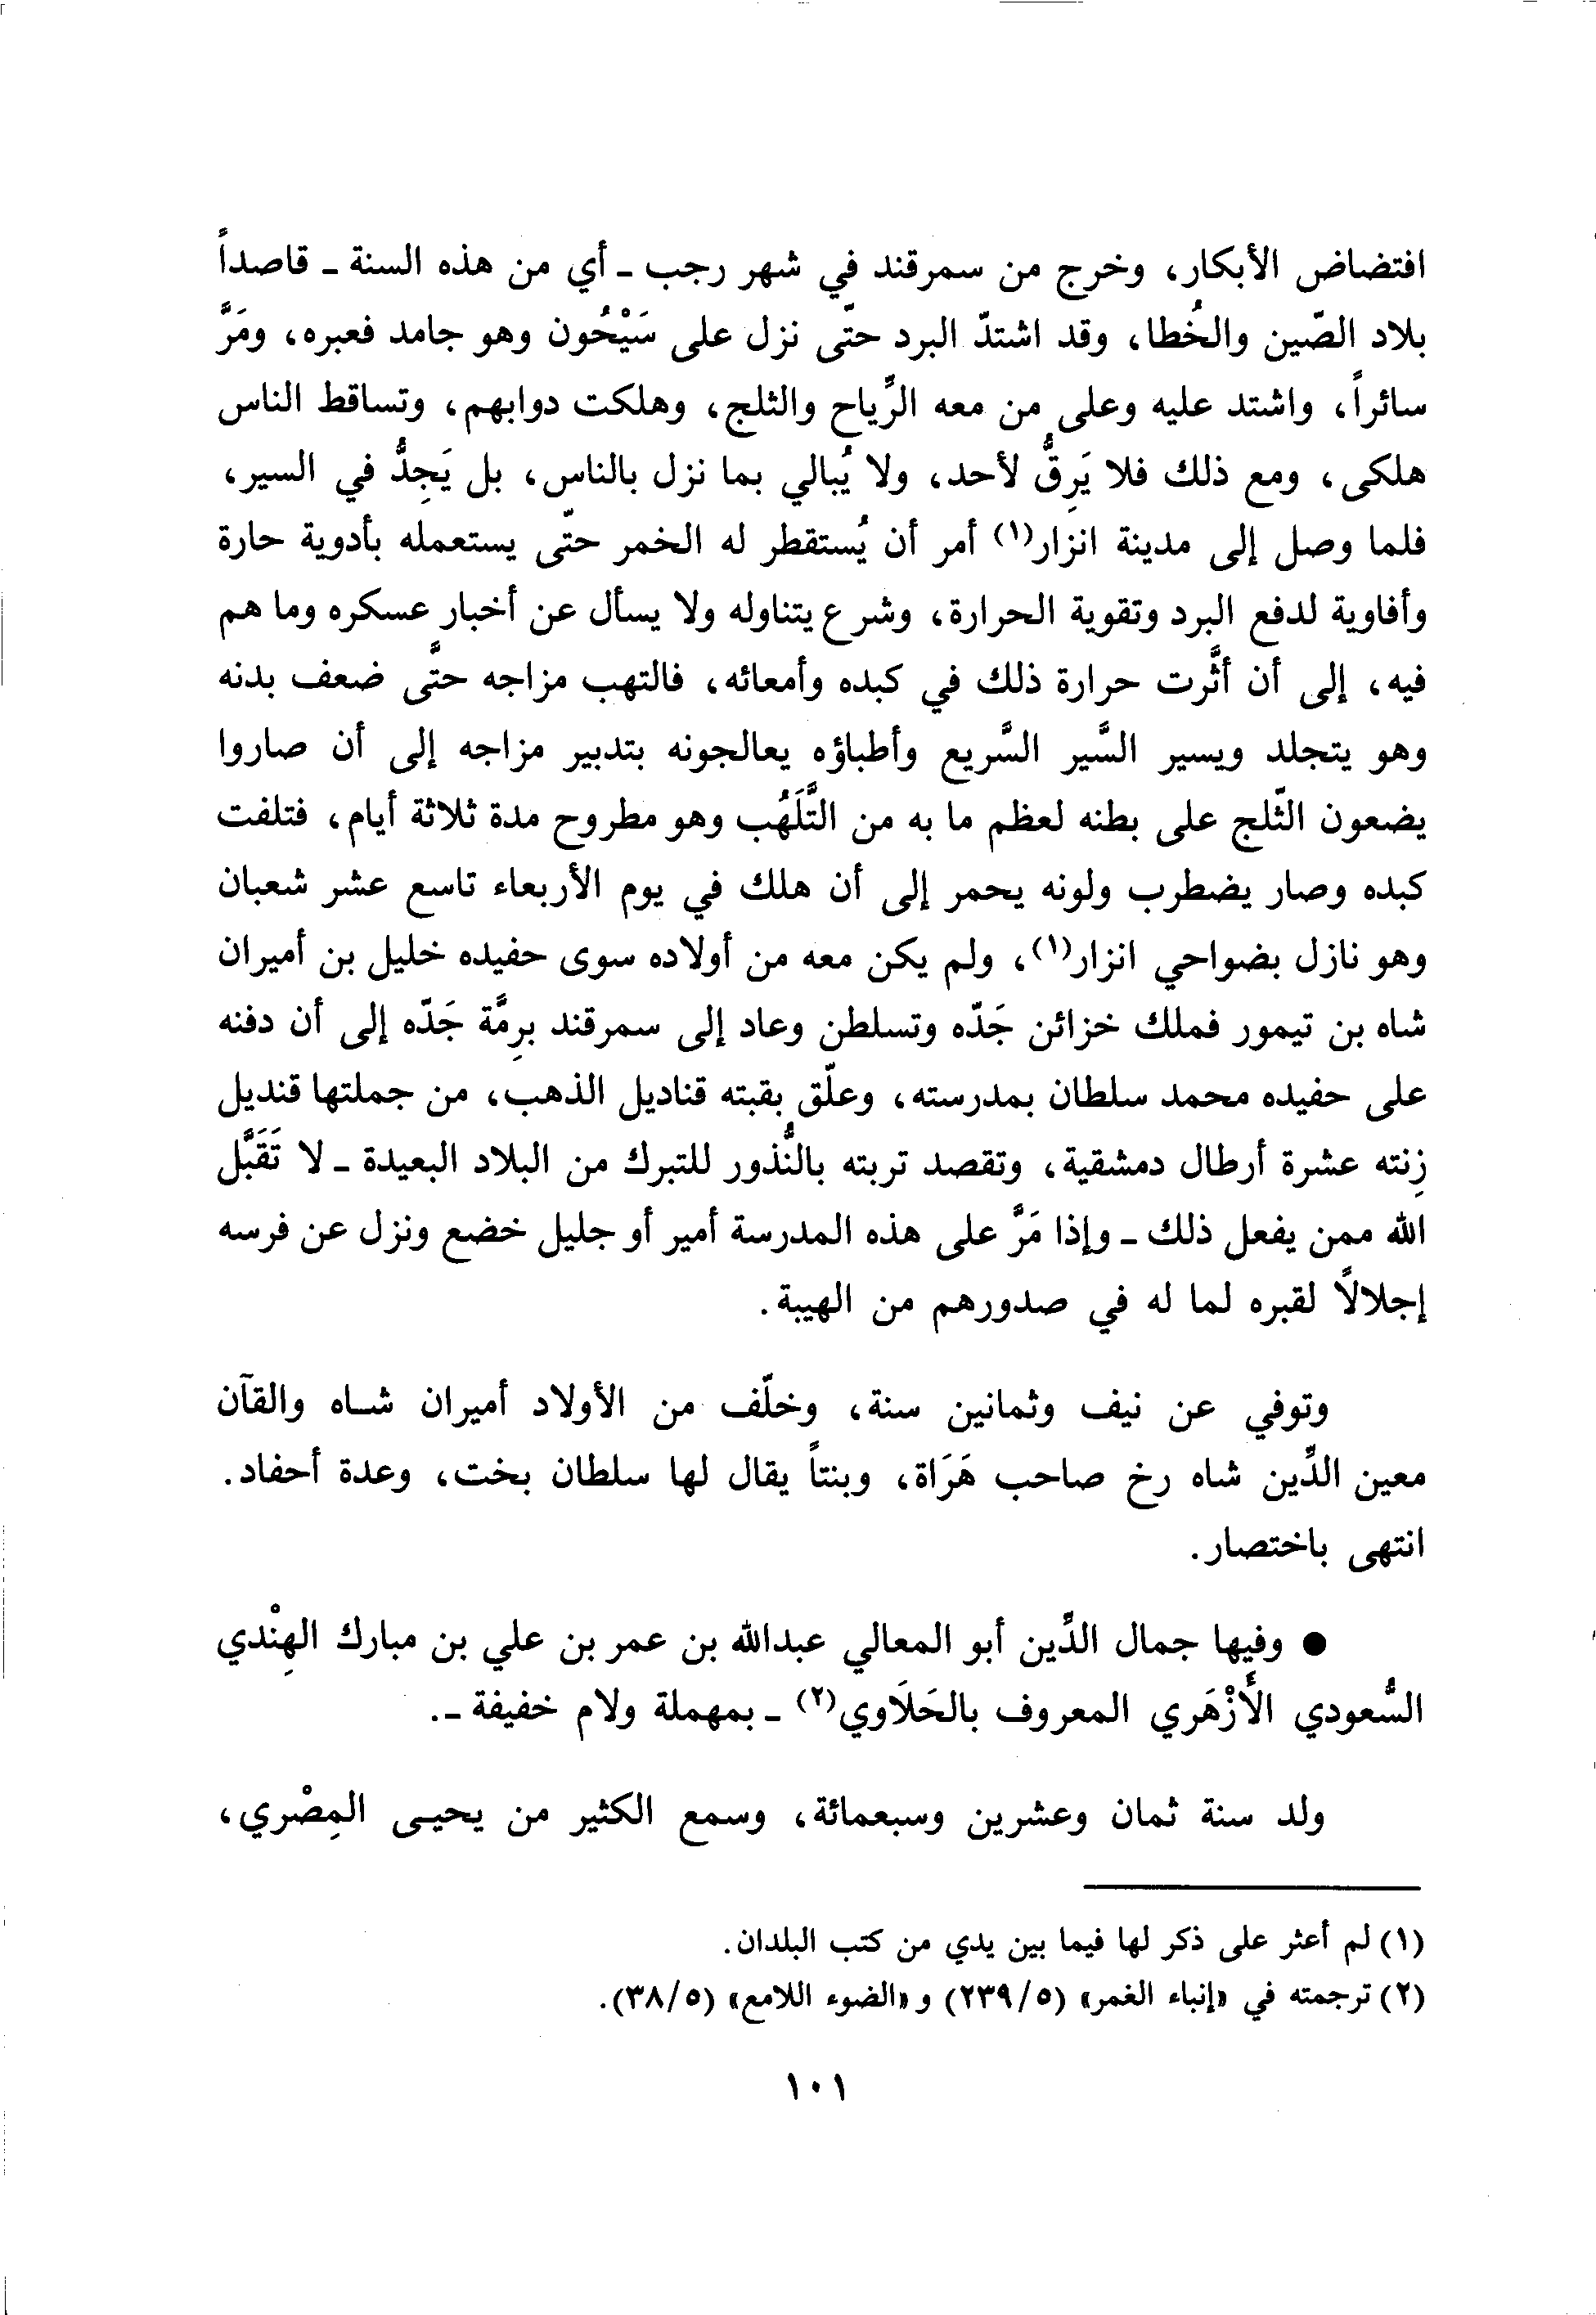 افتضاض الأبكار، وخرج من سمرقند في شهر رجب ـ أي من هذه السنة ـ قاصداً
بلاد الصّين والخُطا، وقد اشتدّ البرد حتّى نزل على سَيْحُون وهو جامد فعبره، ومَرَّ
سائراً، واشتد عليه وعلى من معه الرِّياح والثلج، وهلكت دوابهم، وتساقط الناس
هلكى، ومع ذلك فلا يَرِقُّ لأحد، ولا يُبالي بما نزل بالناس، بل يَجِدُّ في السير،
فلما وصل إلى مدينة انزار(١) أمر أن يُستقطر له الخمر حتّى يستعمله بأدوية حارة
وأفاوية لدفع البرد وتقوية الحرارة، وشرع يتناوله ولا يسأل عن أخبار عسكره وما هم
فيه، إلى أن أثَّرت حرارة ذلك في كبده وأمعائه، فالتهب مزاجه حتَّى ضعف بدنه
وهو يتجلد ويسير السَّير السَّريع وأطباؤه يعالجونه بتدبير مزاجه إلى أن صاروا
يضعون الثّلج على بطنه لعظم ما به من التَّلَهُب وهو مطروح مدة ثلاثة أيام، فتلفت
كبده وصار يضطرب ولونه يحمر إلى أن هلك في يوم الأربعاء تاسع عشر شعبان
وهو نازل بضواحي انزار(١)، ولم يكن معه من أولاده سوى حفيده خليل بن أميران
شاه بن تيمور فملك خزائن جَدّه وتسلطن وعاد إلى سمرقند برِمَّة جَدّه إلى أن دفنه
على حفيده محمد سلطان بمدرسته، وعلّق بقبته قناديل الذهب، من جملتها قنديل
زِنته عشرة أرطال دمشقية، وتقصد تربته بالنُّذور للتبرك من البلاد البعيدة ـ لا تَقَبَّل
الله ممن يفعل ذلك ـ وإذا مَرَّ على هذه المدرسة أمير أو جليل خضع ونزل عن فرسه
إجلالاً لقبره لما له في صدورهم من الهيبة.
وتوفي عن نيف وثمانين سنة، وخلّف من الأولاد أميران شاه والقآن
معين الدِّين شاه رخ صاحب هَرَاة، وبنتاً يقال لها سلطان بخت، وعدة أحفاد.
انتهى باختصار.
● وفيها جمال الدِّين أبو المعالي عبدالله بن عمر بن علي بن مبارك الهِنْدي
السُّعودي الأَزْهَري المعروف بالحَلَاوي(٢) ـ بمهملة ولام خفيفة ـ.
ولد سنة ثمان وعشرين وسبعمائة، وسمع الكثير من يحيى المِصْري،
(١) لم أعثر على ذكر لها فيما بين يدي من كتب البلدان.
(٢) ترجمته في «إنباء الغمر» (٢٣٩/٥) و «الضوء اللامع» (٣٨/٥).
١٠١